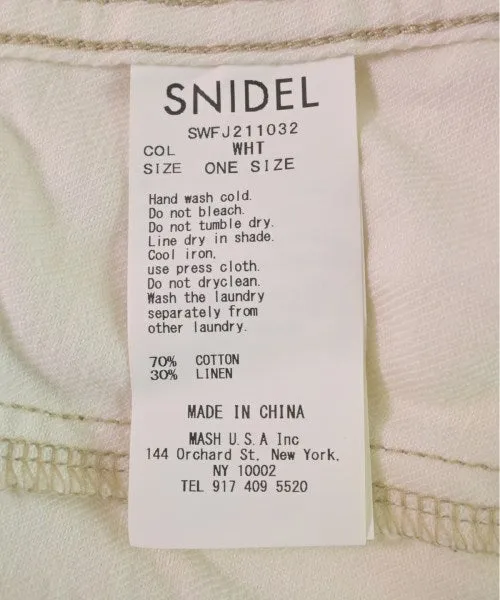 SNIDEL
SWFJ211032
COL WHT
SIZE ONE SIZE
Hand wash cold.
Do not bleach.
Do not tumble dry.
Line dry in shade.
Cool iron,
use press cloth.
Do not dryclean.
Wash the laundry
separately from
other laundry.
70% COTTON
30% LINEN
MADE IN CHINA
MASH U.S.A Inc
144 Orchard St, New York,
NY 10002
TEL 917 409 5520